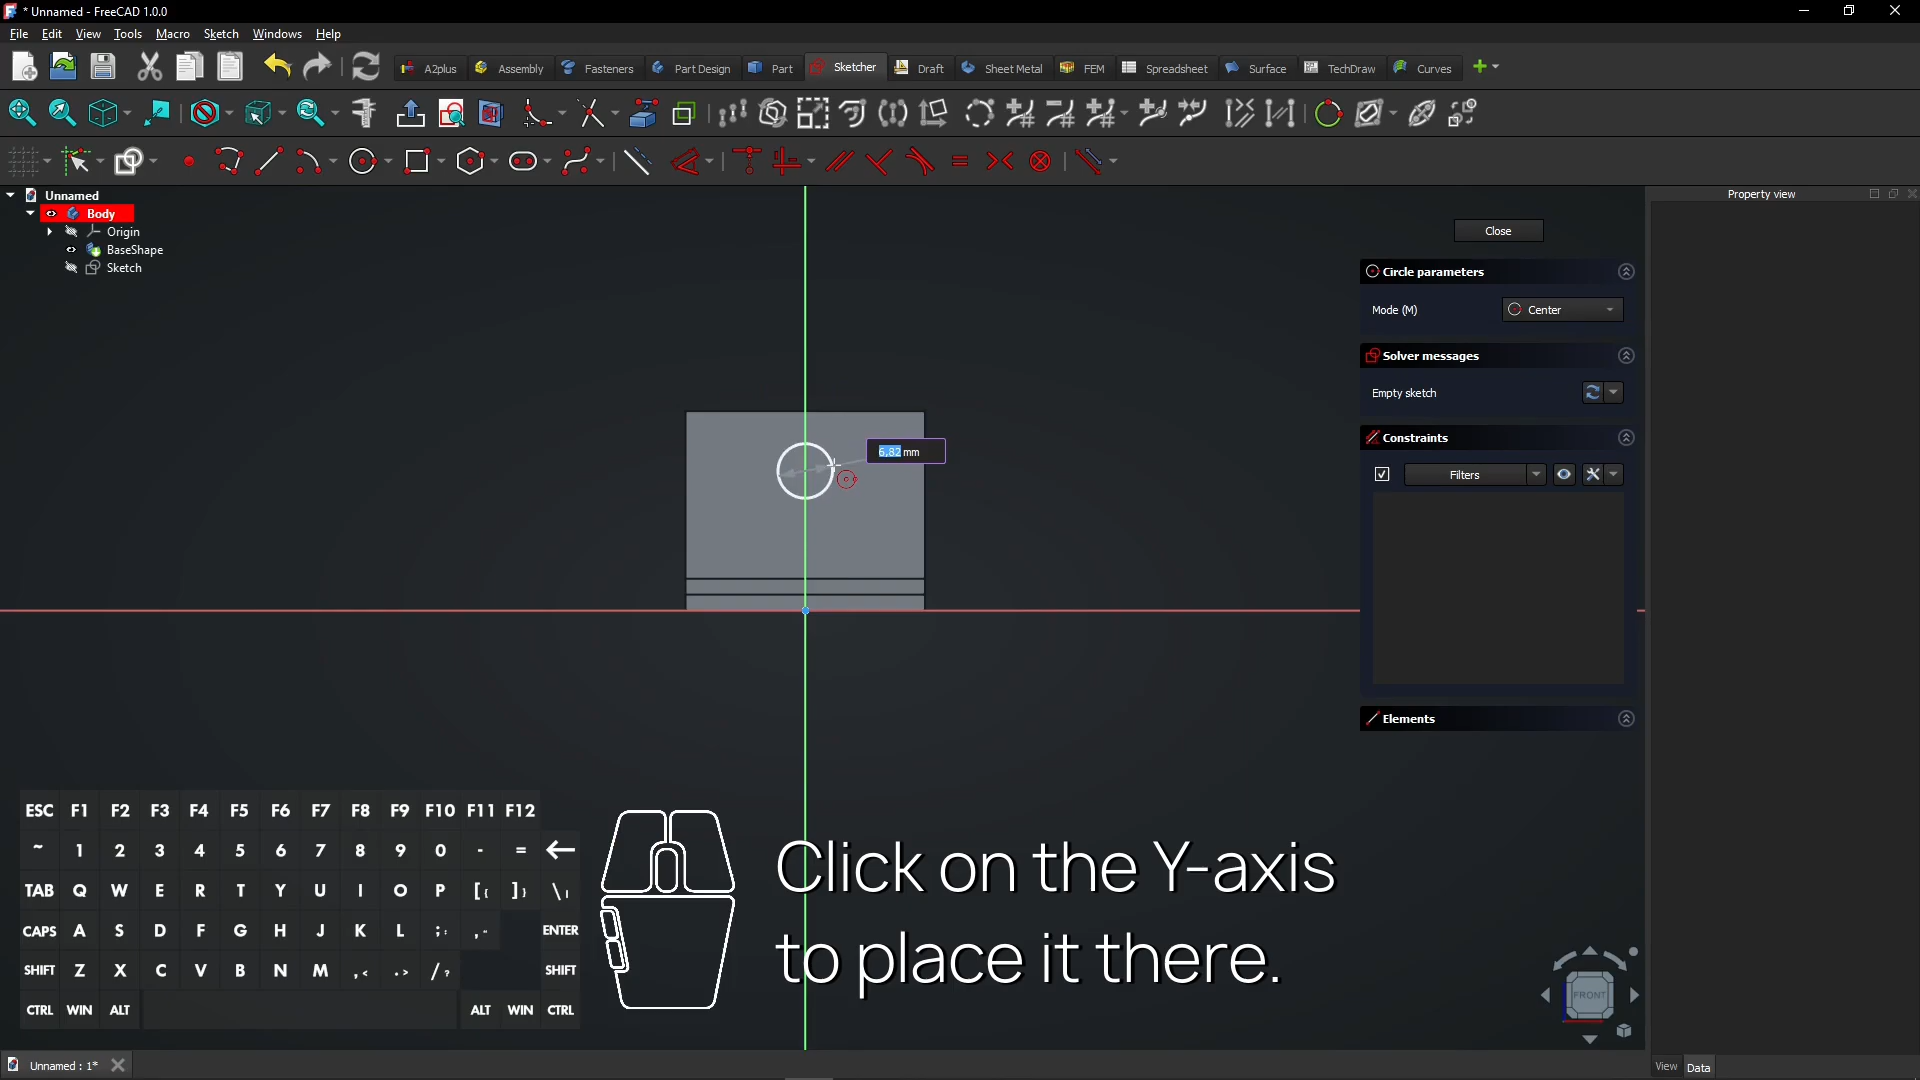 * Unnamed - FreeCAD 1.0.0
File Edit View Tools Macro Sketch Windows Help
A2plus Assembly Fasteners Part Design Part Sketcher Draft Sheet Metal FEM Spreadsheet Surface TechDraw Curves
Unnamed
Body
Origin
BaseShape
Sketch
Property view
Close
Circle parameters
Mode (M) Center
Solver messages
Empty sketch
Constraints
Filters
Elements
6,82 mm
ESC F1 F2 F3 F4 F5 F6 F7 F8 F9 F10 F11 F12
~ 1 2 3 4 5 6 7 8 9 0 - = ←
TAB Q W E R T Y U I O P [{ ]} \|
CAPS A S D F G H J K L ;: ,"
ENTER
SHIFT Z X C V B N M ,< .> /?
SHIFT
CTRL WIN ALT ALT WIN CTRL
Click on the Y-axis
to place it there.
FRONT
Unnamed : 1*
View Data